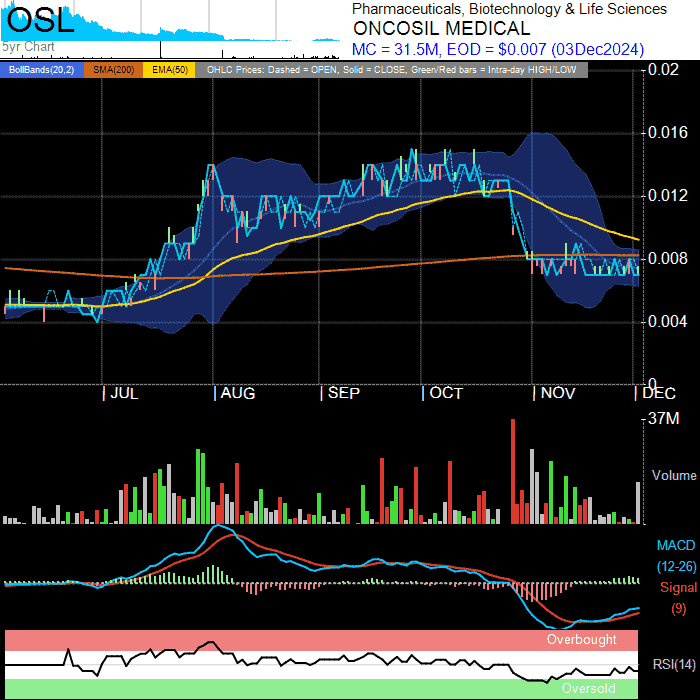 OSL
5yr Chart
Pharmaceuticals, Biotechnology & Life Sciences
ONCOSIL MEDICAL
MC = 31.5M, EOD = $0.007 (03Dec2024)
BollBands(20,2) SMA(200) EMA(50) OHLC Prices: Dashed = OPEN, Solid = CLOSE, Green/Red bars = Intra-day HIGH/LOW
0.02
0.016
0.012
0.008
0.004
0
JUL AUG SEP OCT NOV DEC
37M
Volume
MACD
(12-26)
Signal
(9)
Overbought
RSI(14)
Oversold